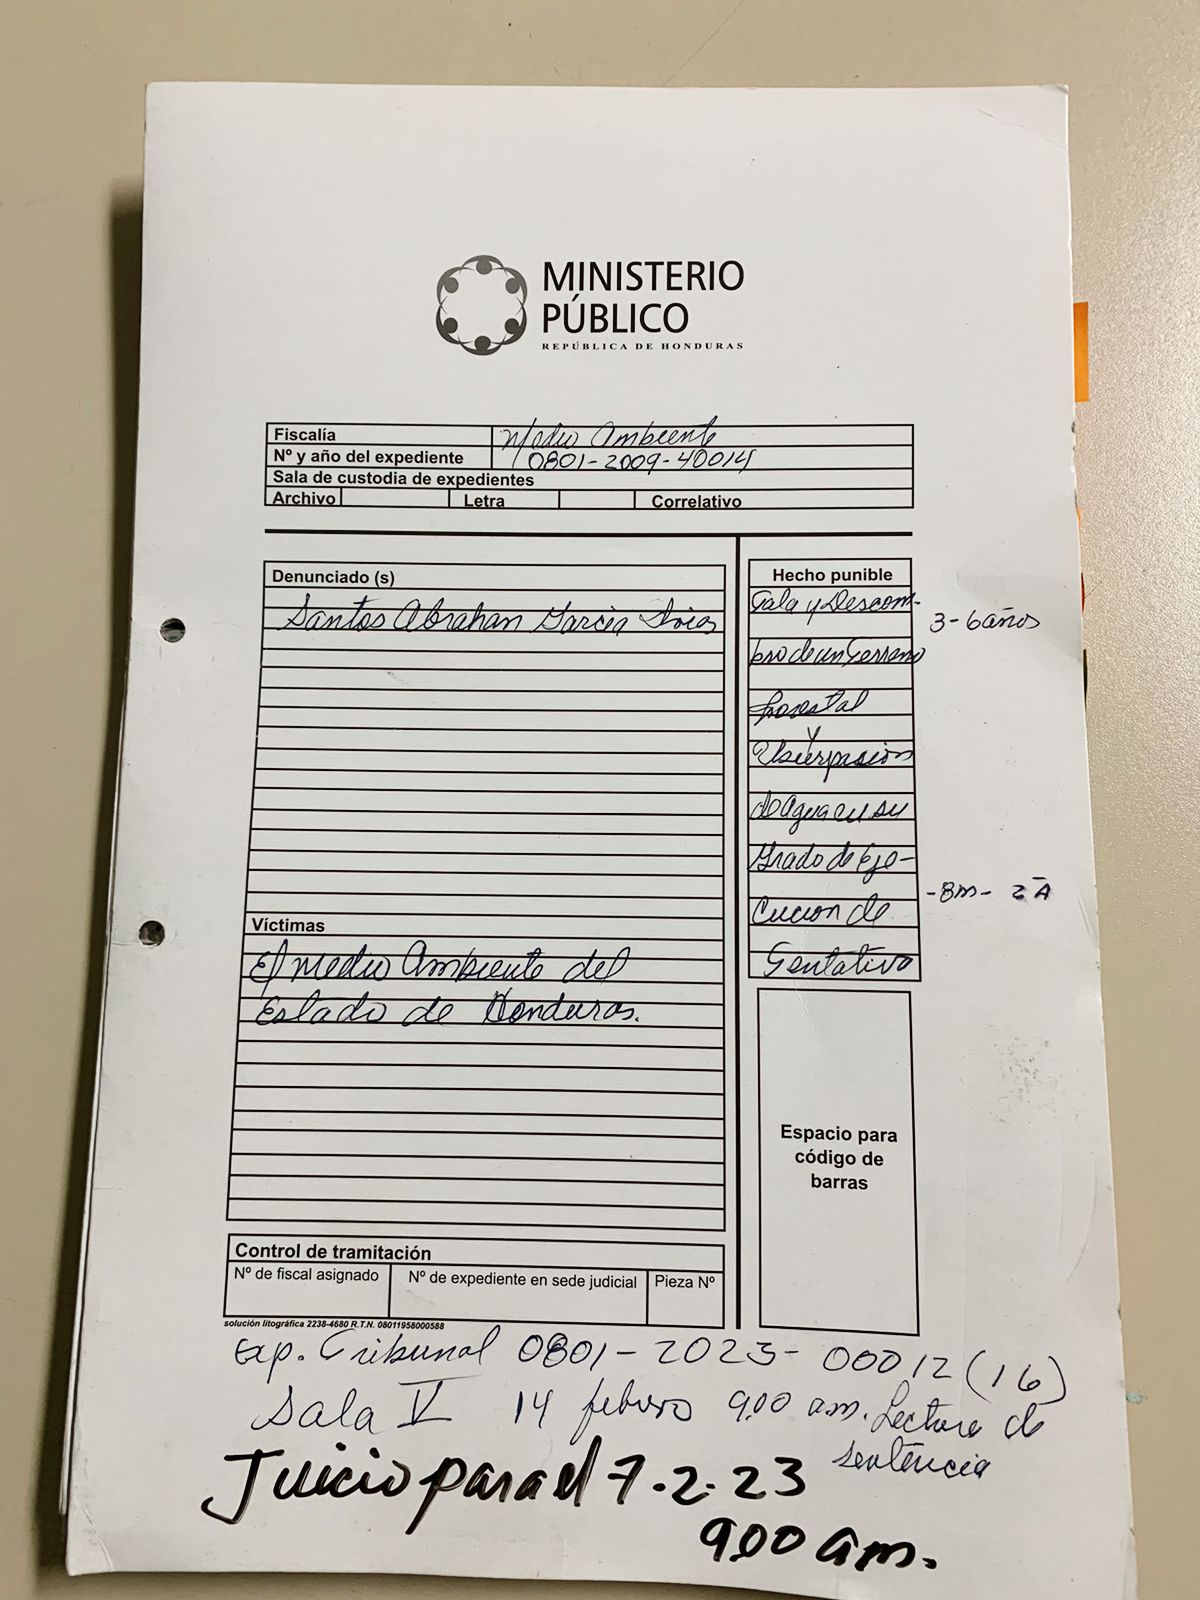 MINISTERIO
PÚBLICO
REPÚBLICA DE HONDURAS
Fiscalía Medio Ambiente
Nº y año del expediente 0801-2009-40014
Sala de custodia de expedientes
Archivo Letra Correlativo
Denunciado (s)
Santos Abrahan Garcia
Víctimas
El medio Ambiente del
Estado de Honduras.
Hecho punible
Tala y Descom-
bro de un Terreno
forestal
y
Usurpacion
de Agua en su
Grado de Eje-
cucion de
Tentativa
3-6 años
-8m- 2A
Espacio para
código de
barras
Control de tramitación
Nº de fiscal asignado Nº de expediente en sede judicial Pieza Nº
solución litográfica 2238-4680 R.T.N. 08011958000588
Exp. Tribunal 0801-2023-00012 (16)
Sala V 14 febrero 9:00 am. Lectura de
sentencia
Juicio para el 7.2.23
9:00 am.